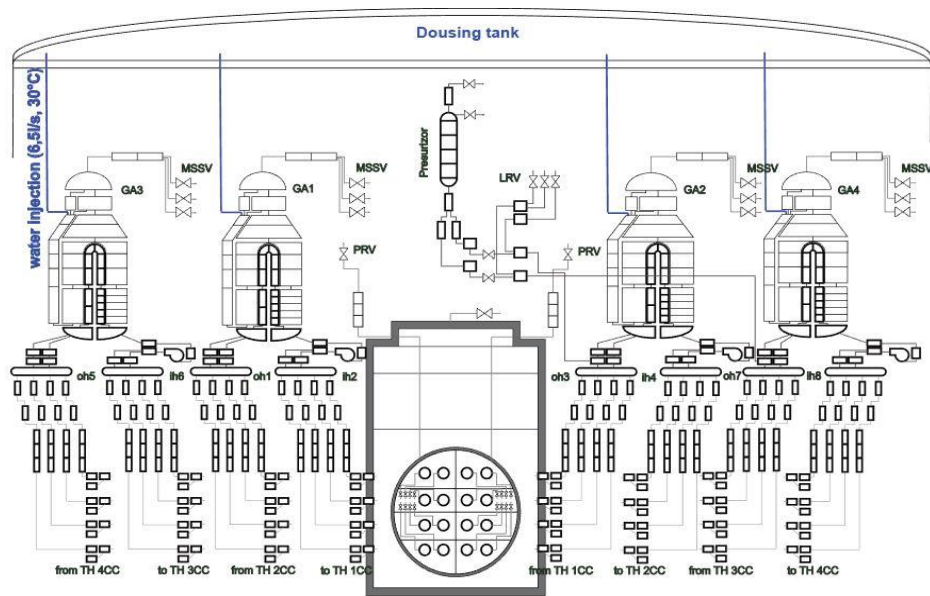 Dousing tank
water injection (6,5l/s, 30°C)
Presurizor
MSSV
MSSV
MSSV
MSSV
GA3
GA1
LRV
GA2
GA4
PRV
PRV
oh5
ih6
oh1
ih2
oh3
ih4
oh7
ih8
from TH 4CC
to TH 3CC
from TH 2CC
to TH 1CC
from TH 1CC
to TH 2CC
from TH 3CC
to TH 4CC